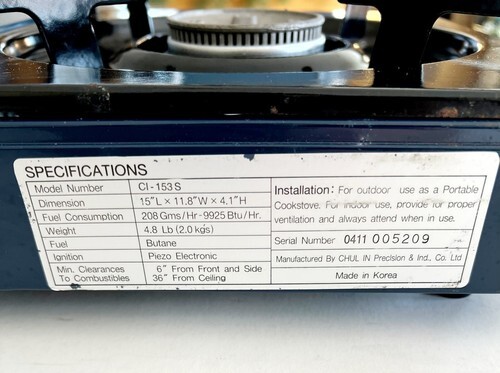 SPECIFICATIONS
Model Number CI-153S
Dimension 15"L × 11.8"W × 4.1"H
Fuel Consumption 208 Gms/Hr-9925 Btu/Hr.
Weight 4.8 Lb (2.0 kgs)
Fuel Butane
Ignition Piezo Electronic
Min. Clearances 6" From Front and Side
To Combustibles 36" From Ceiling
Installation: For outdoor use as a Portable
Cookstove. For indoor use, provide for proper
ventilation and always attend when in use.
Serial Number 0411 005209
Manufactured By CHUL IN Precision & Ind., Co. Ltd
Made in Korea